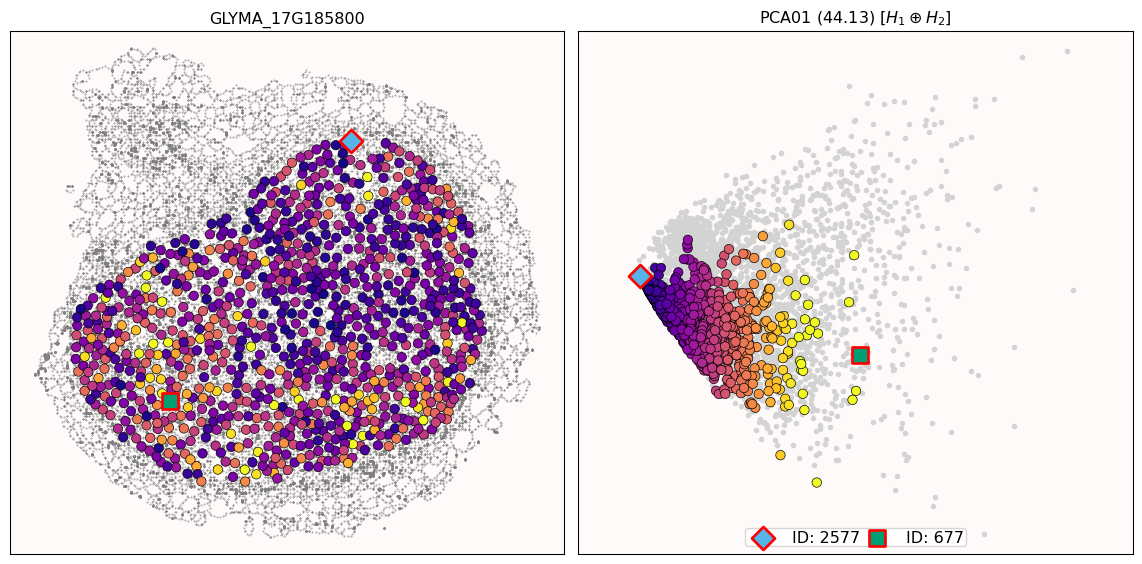 GLYMA_17G185800
PCA01 (44.13) [H₁ ⊕ H₂]
ID: 2577
ID: 677